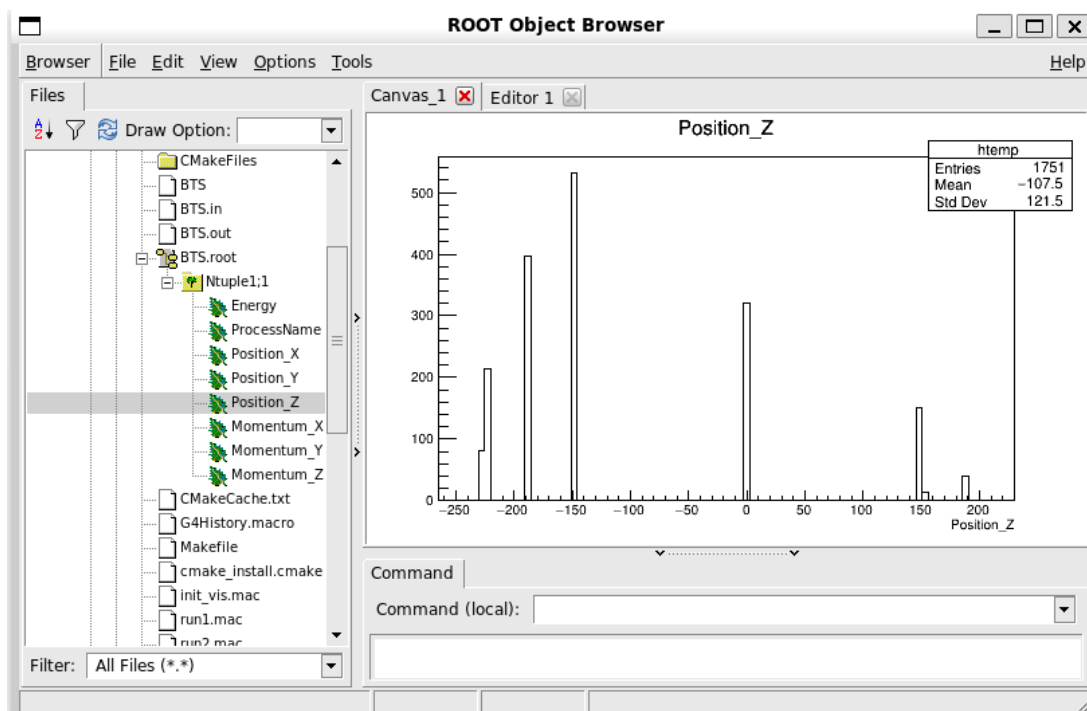 ROOT Object Browser
Browser File Edit View Options Tools Help
Files
Draw Option:
CMakeFiles
BTS
BTS.in
BTS.out
BTS.root
Ntuple1;1
Energy
ProcessName
Position_X
Position_Y
Position_Z
Momentum_X
Momentum_Y
Momentum_Z
CMakeCache.txt
G4History.macro
Makefile
cmake_install.cmake
init_vis.mac
run1.mac
run2.mac
Filter: All Files (*.*)
Canvas_1 Editor 1
Position_Z
htemp
Entries 1751
Mean −107.5
Std Dev 121.5
500
400
300
200
100
0
−250 −200 −150 −100 −50 0 50 100 150 200
Position_Z
Command
Command (local):